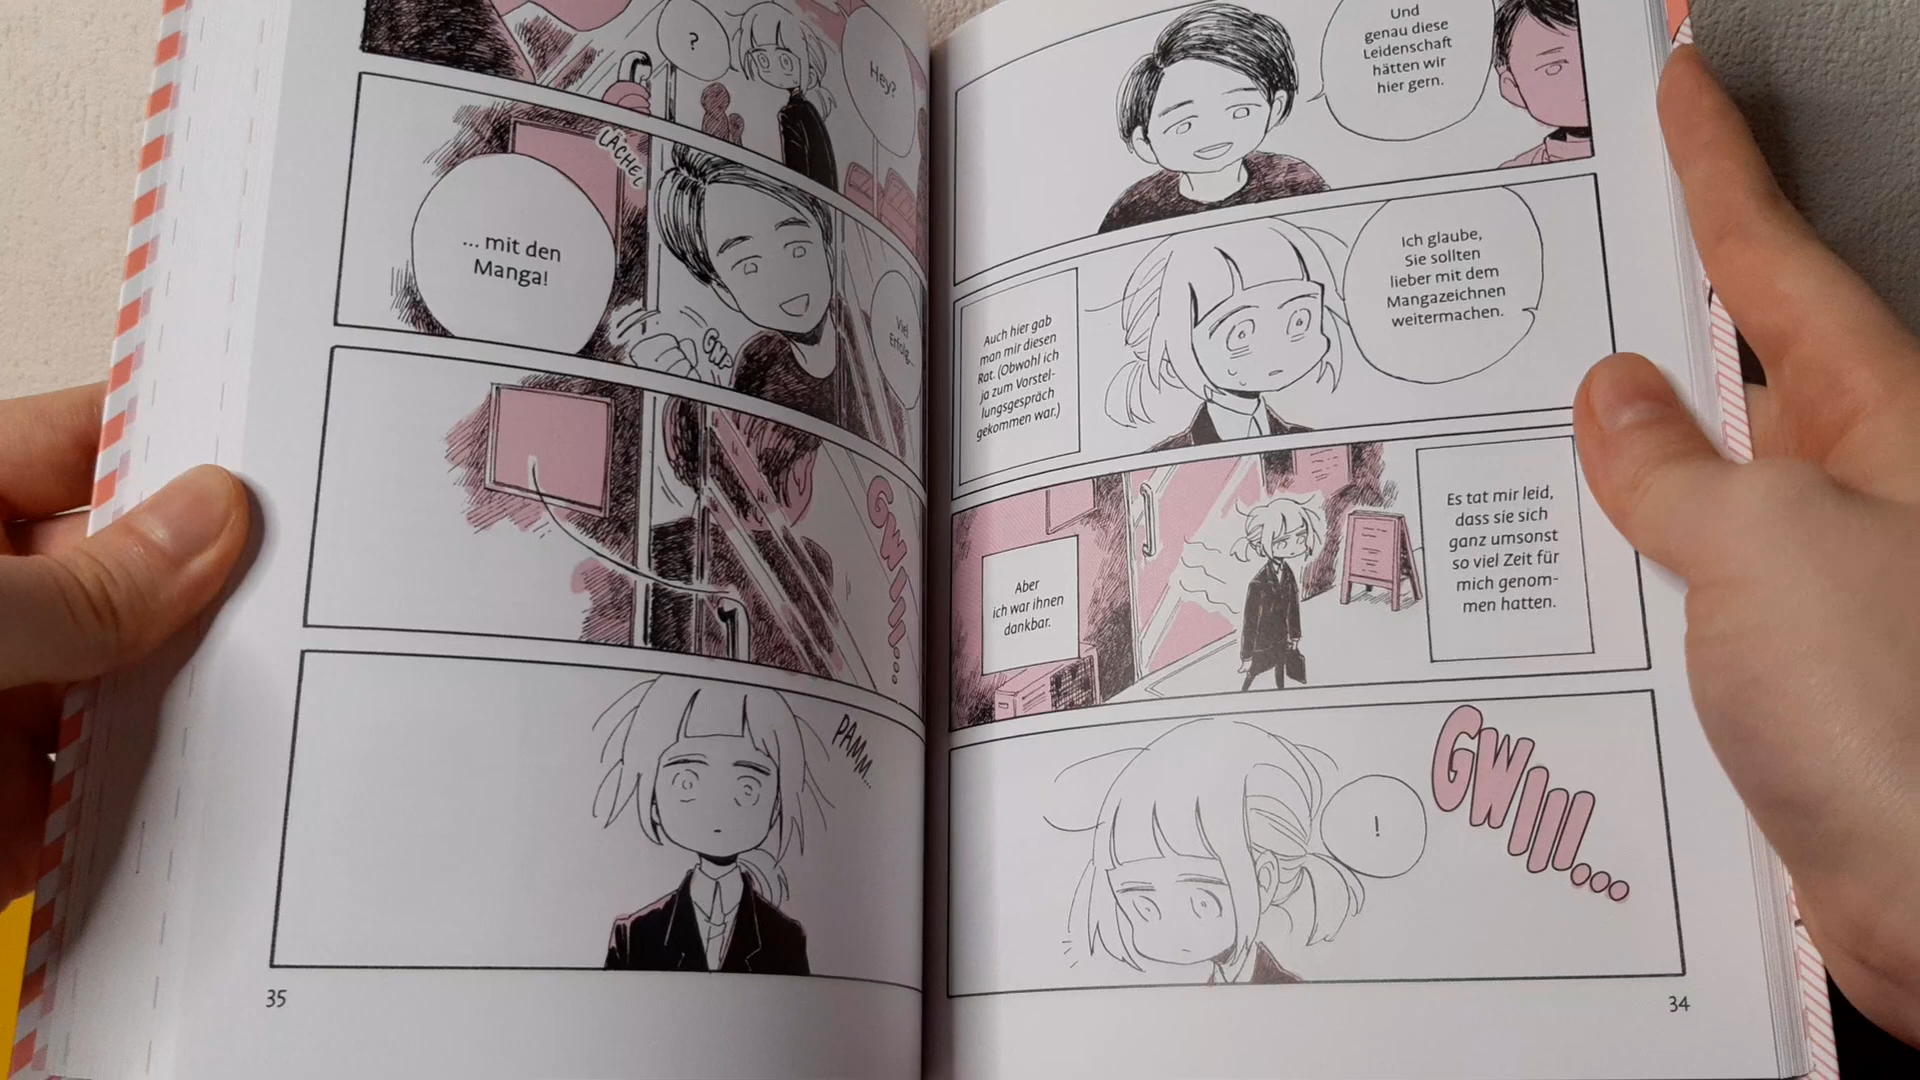 Und
genau diese
Leidenschaft
hätten wir
hier gern.
Ich glaube,
Sie sollten
lieber mit dem
Mangazeichnen
weitermachen.
Auch hier gab
man mir diesen
Rat. (Obwohl ich
ja zum Vorstel-
lungsgespräch
gekommen war.)
Es tat mir leid,
dass sie sich
ganz umsonst
so viel Zeit für
mich genom-
men hatten.
Aber
ich war ihnen
dankbar.
GWIII...
!
34
Hey?
?
LÄCHEL
Viel
Erfolg...
... mit den
Manga!
GWIII...
PAMM...
35